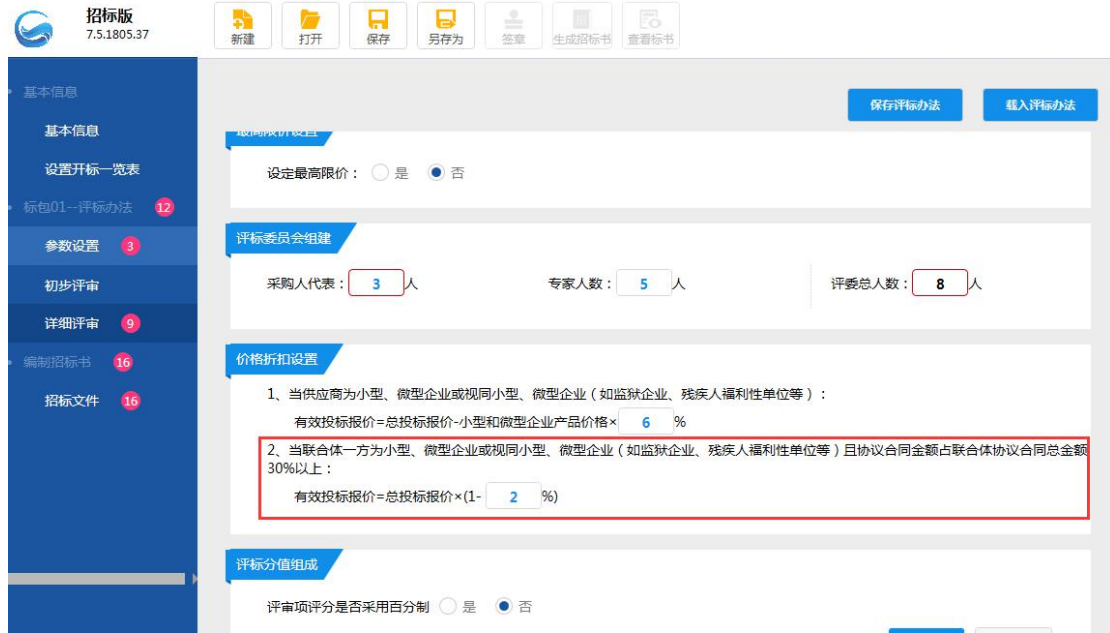 招标版
7.5.1805.37
新建
打开
保存
另存为
签章
生成招标书
查看标书
基本信息
基本信息
设置开标一览表
标包01--评标办法 12
参数设置 3
初步评审
详细评审 9
编制招标书 16
招标文件 16
保存评标办法
载入评标办法
最高限价设置
设定最高限价： 是 否
评标委员会组建
采购人代表： 3 人
专家人数： 5 人
评委总人数： 8 人
价格折扣设置
1、当供应商为小型、微型企业或视同小型、微型企业（如监狱企业、残疾人福利性单位等）：
有效投标报价=总投标报价-小型和微型企业产品价格× 6 %
2、当联合体一方为小型、微型企业或视同小型、微型企业（如监狱企业、残疾人福利性单位等）且协议合同金额占联合体协议合同总金额
30%以上：
有效投标报价=总投标报价×(1- 2 %)
评标分值组成
评审项评分是否采用百分制 是 否